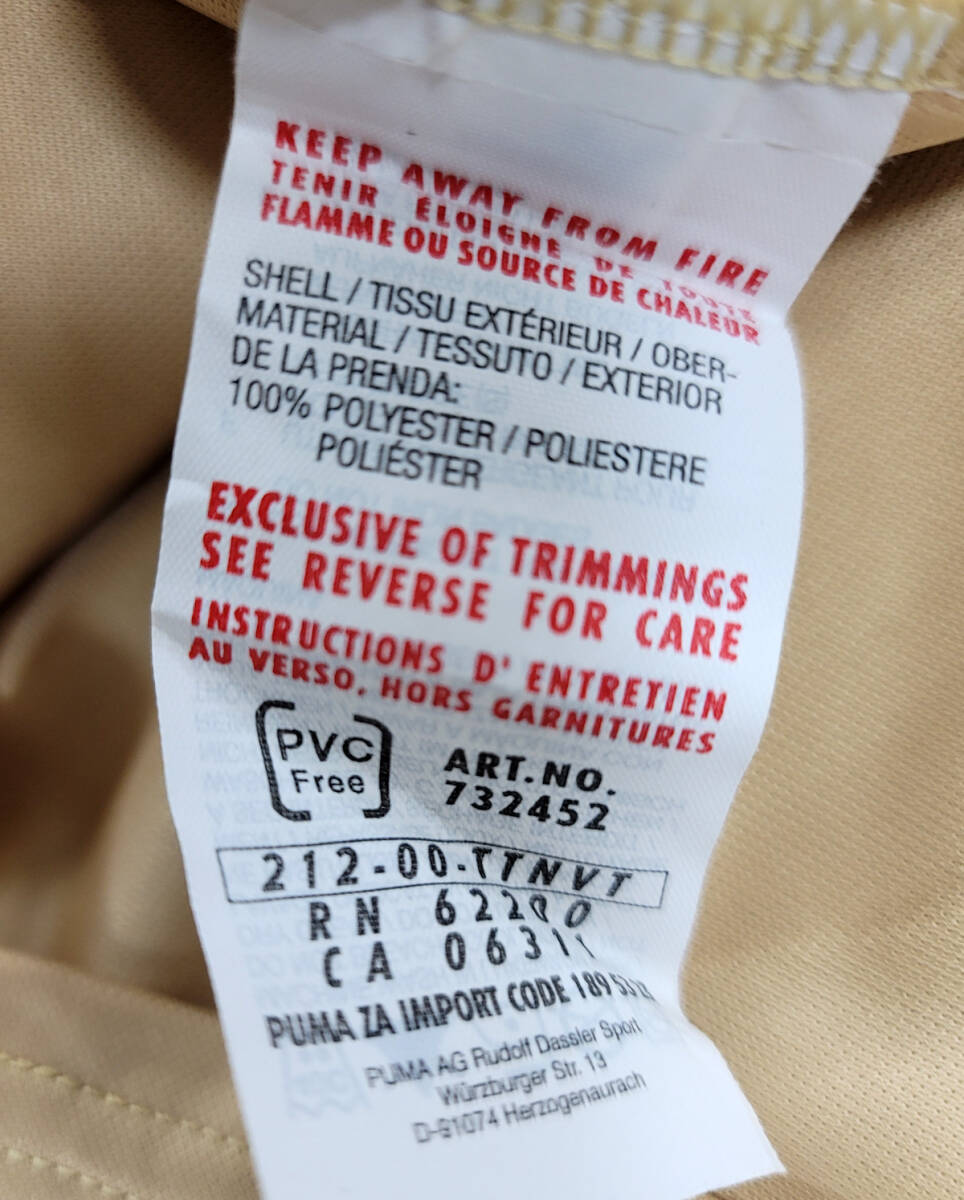 KEEP AWAY FROM FIRE
TENIR ÉLOIGNE DE TOUTE
FLAMME OU SOURCE DE CHALEUR
SHELL / TISSU EXTÉRIEUR / OBER-
MATERIAL / TESSUTO / EXTERIOR
DE LA PRENDA:
100% POLYESTER / POLIESTERE
POLIÉSTER
EXCLUSIVE OF TRIMMINGS
SEE REVERSE FOR CARE
INSTRUCTIONS D' ENTRETIEN
AU VERSO, HORS GARNITURES
PVC
Free
ART.NO.
732452
212-00-TTNVT
RN
CA
PUMA ZA IMPORT CODE
PUMA AG Rudolf Dassler Sport
Würzburger Str. 13
D-91074 Herzogenaurach